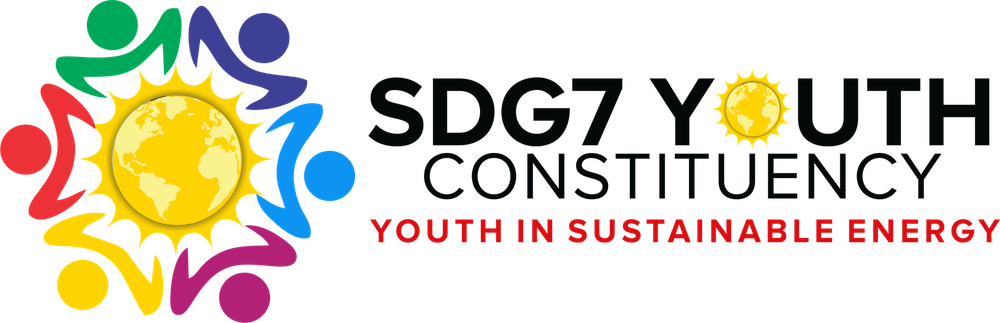 SDG7 YOUTH
CONSTITUENCY
YOUTH IN SUSTAINABLE ENERGY